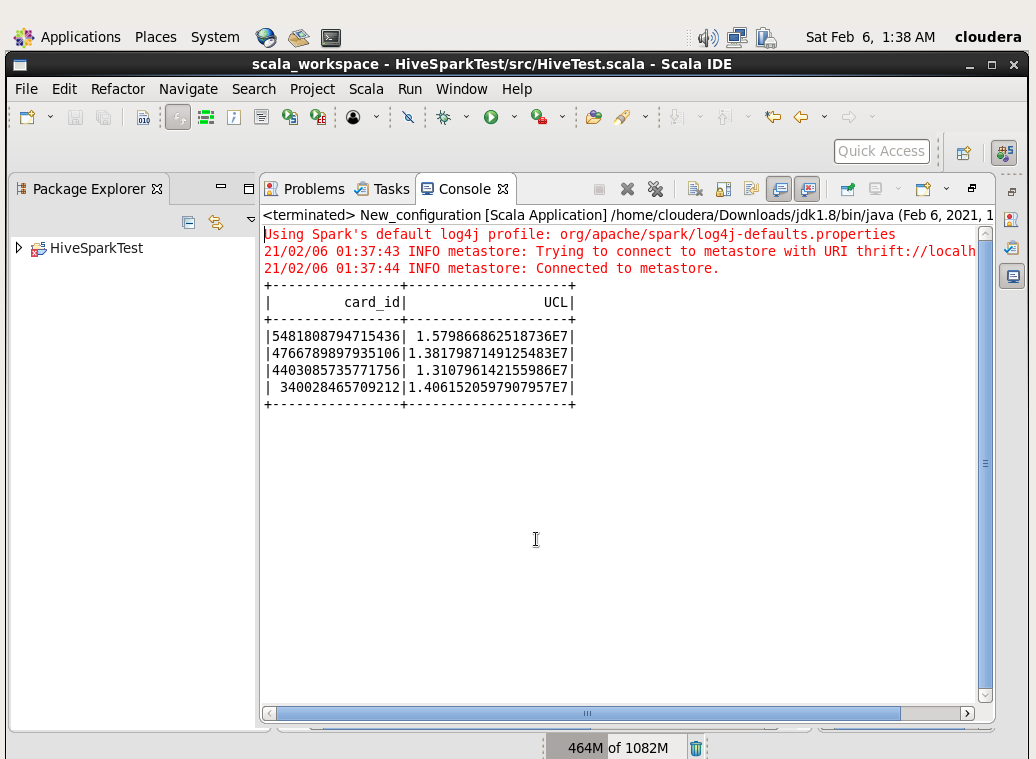 Applications Places System Sat Feb 6, 1:38 AM cloudera
scala_workspace - HiveSparkTest/src/HiveTest.scala - Scala IDE
File Edit Refactor Navigate Search Project Scala Run Window Help
Quick Access
Package Explorer
Problems Tasks Console
<terminated> New_configuration [Scala Application] /home/cloudera/Downloads/jdk1.8/bin/java (Feb 6, 2021, 1
HiveSparkTest
Using Spark's default log4j profile: org/apache/spark/log4j-defaults.properties
21/02/06 01:37:43 INFO metastore: Trying to connect to metastore with URI thrift://localh
21/02/06 01:37:44 INFO metastore: Connected to metastore.
+----------------+--------------------+
|         card_id|                 UCL|
+----------------+--------------------+
|5481808794715436| 1.579866862518736E7|
|4766789897935106|1.3817987149125483E7|
|4403085735771756| 1.310796142155986E7|
| 340028465709212|1.4061520597907957E7|
+----------------+--------------------+
464M of 1082M